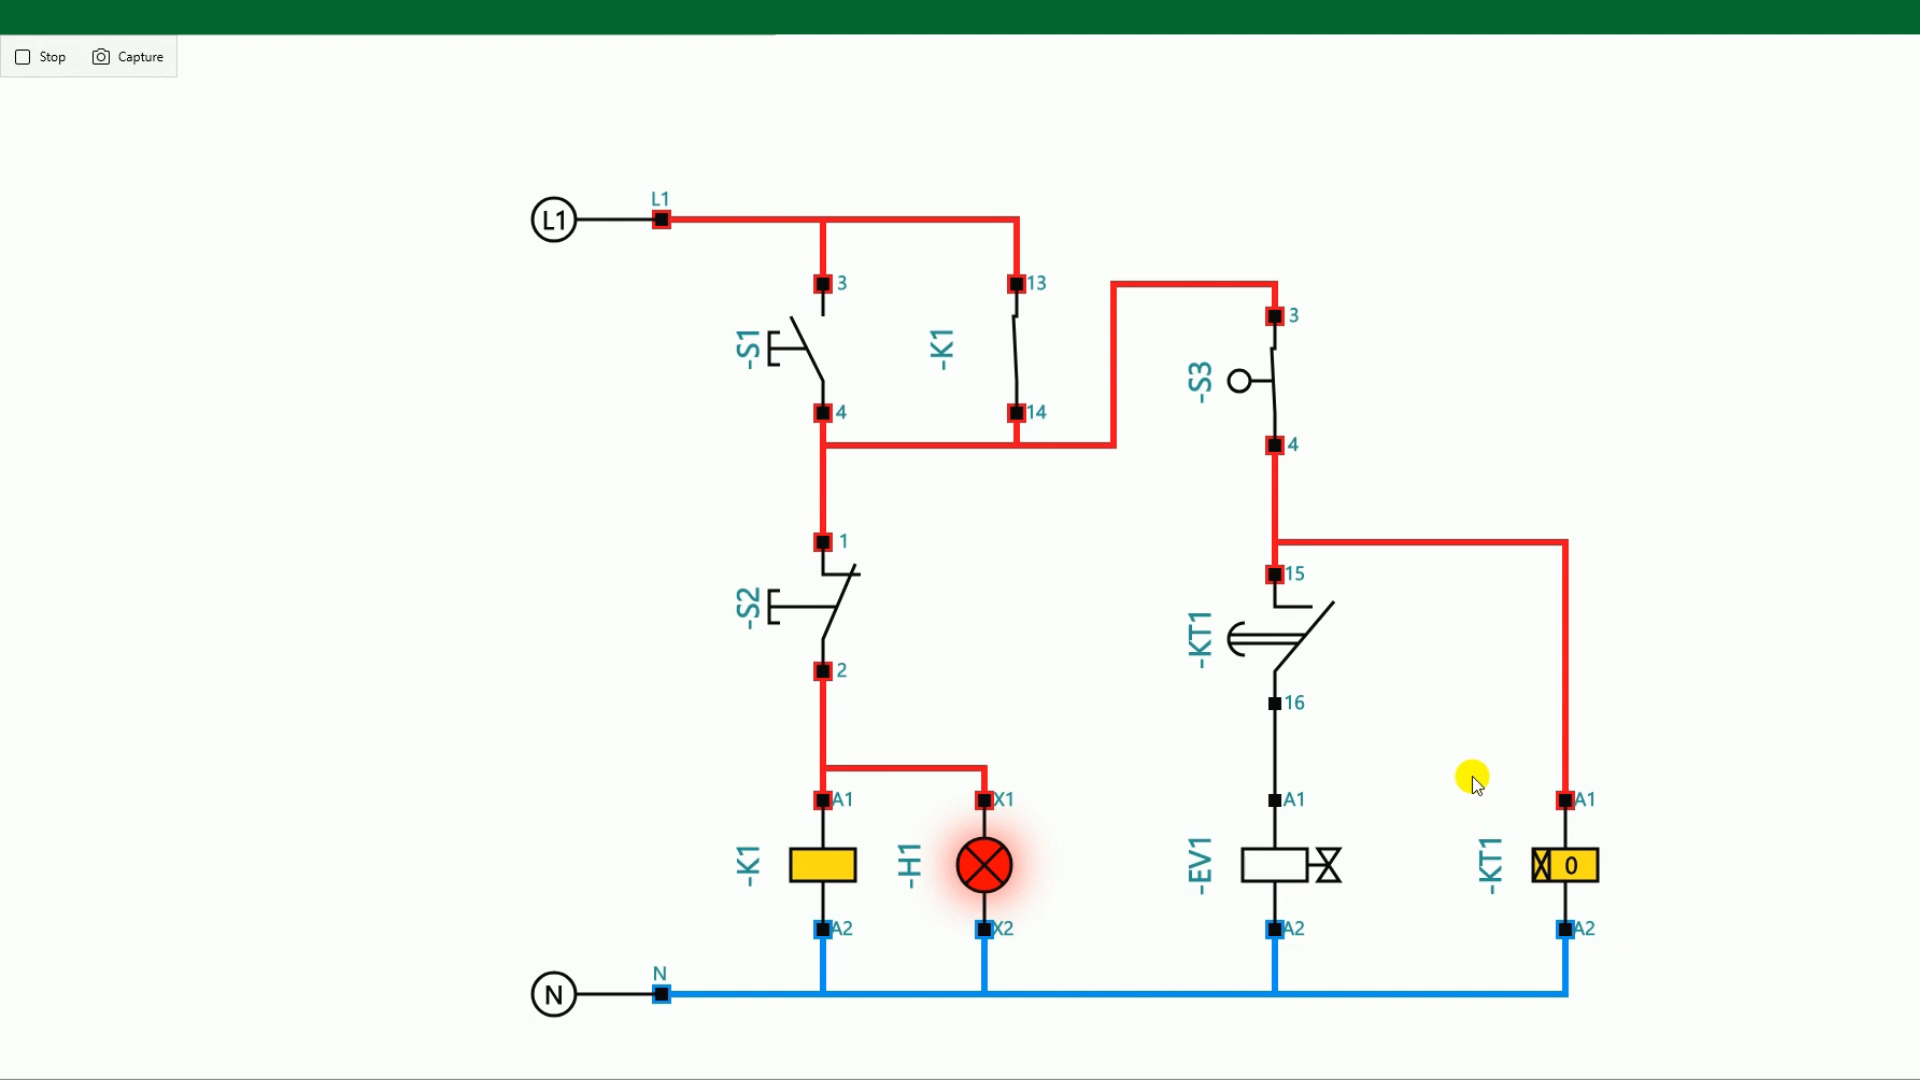 Stop Capture
L1
L1
3
13
3
-S1
-K1
-S3
4
14
4
1
15
-S2
-KT1
2
16
A1
X1
A1
A1
-K1
-H1
-EV1
-KT1
0
A2
X2
A2
A2
N
N